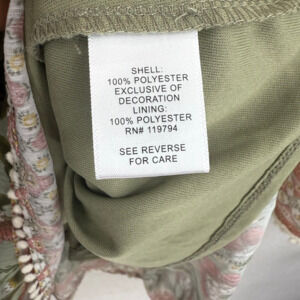 SHELL:
100% POLYESTER
EXCLUSIVE OF
DECORATION
LINING:
100% POLYESTER
RN# 119794
SEE REVERSE
FOR CARE